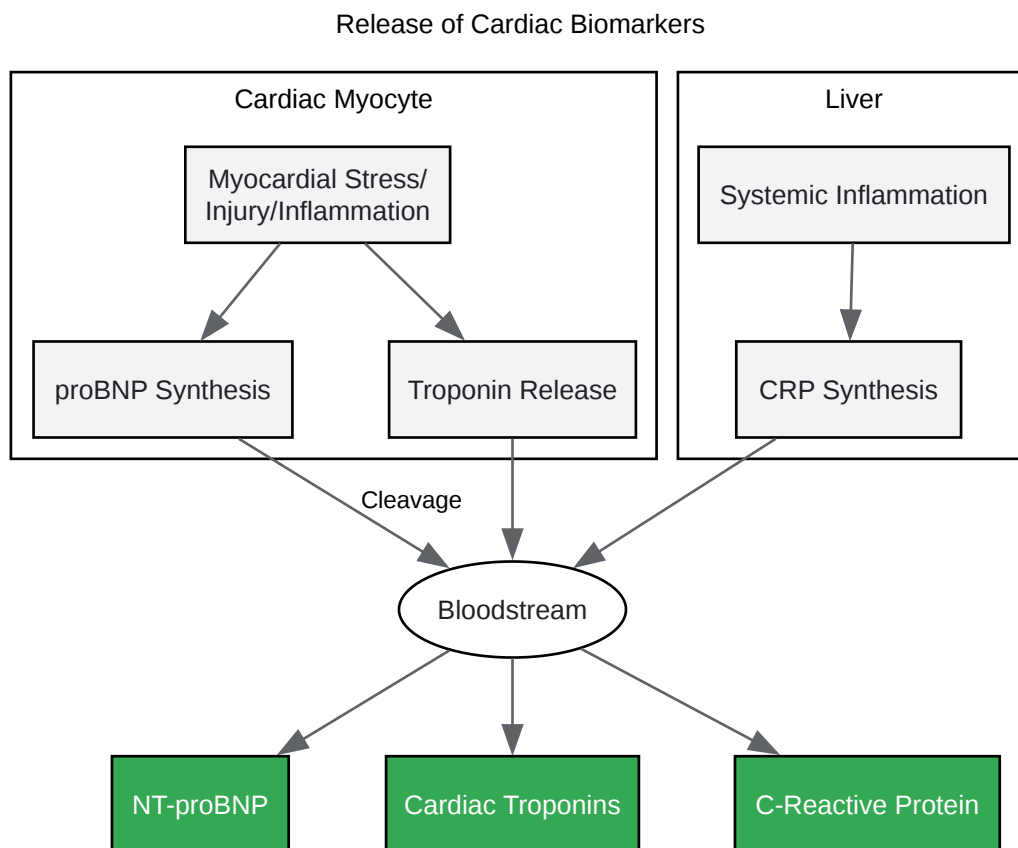 Release of Cardiac Biomarkers
Cardiac Myocyte
Liver
Myocardial Stress/
Injury/Inflammation
Systemic Inflammation
proBNP Synthesis
Troponin Release
CRP Synthesis
Cleavage
Bloodstream
NT-proBNP
Cardiac Troponins
C-Reactive Protein